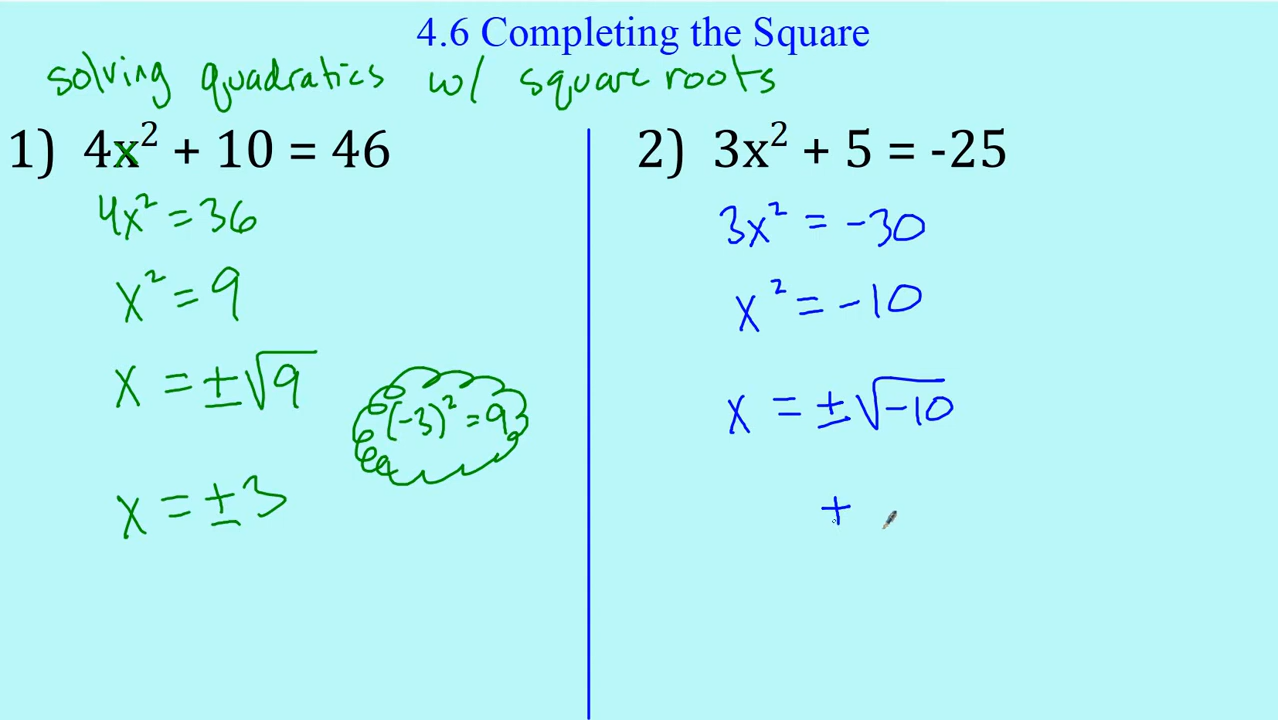 4.6 Completing the Square
solving quadratics w/ square roots
1) 4x² + 10 = 46
4x² = 36
x² = 9
x = ±√9
(-3)² = 9
x = ±3
2) 3x² + 5 = -25
3x² = -30
x² = -10
x = ±√-10
+